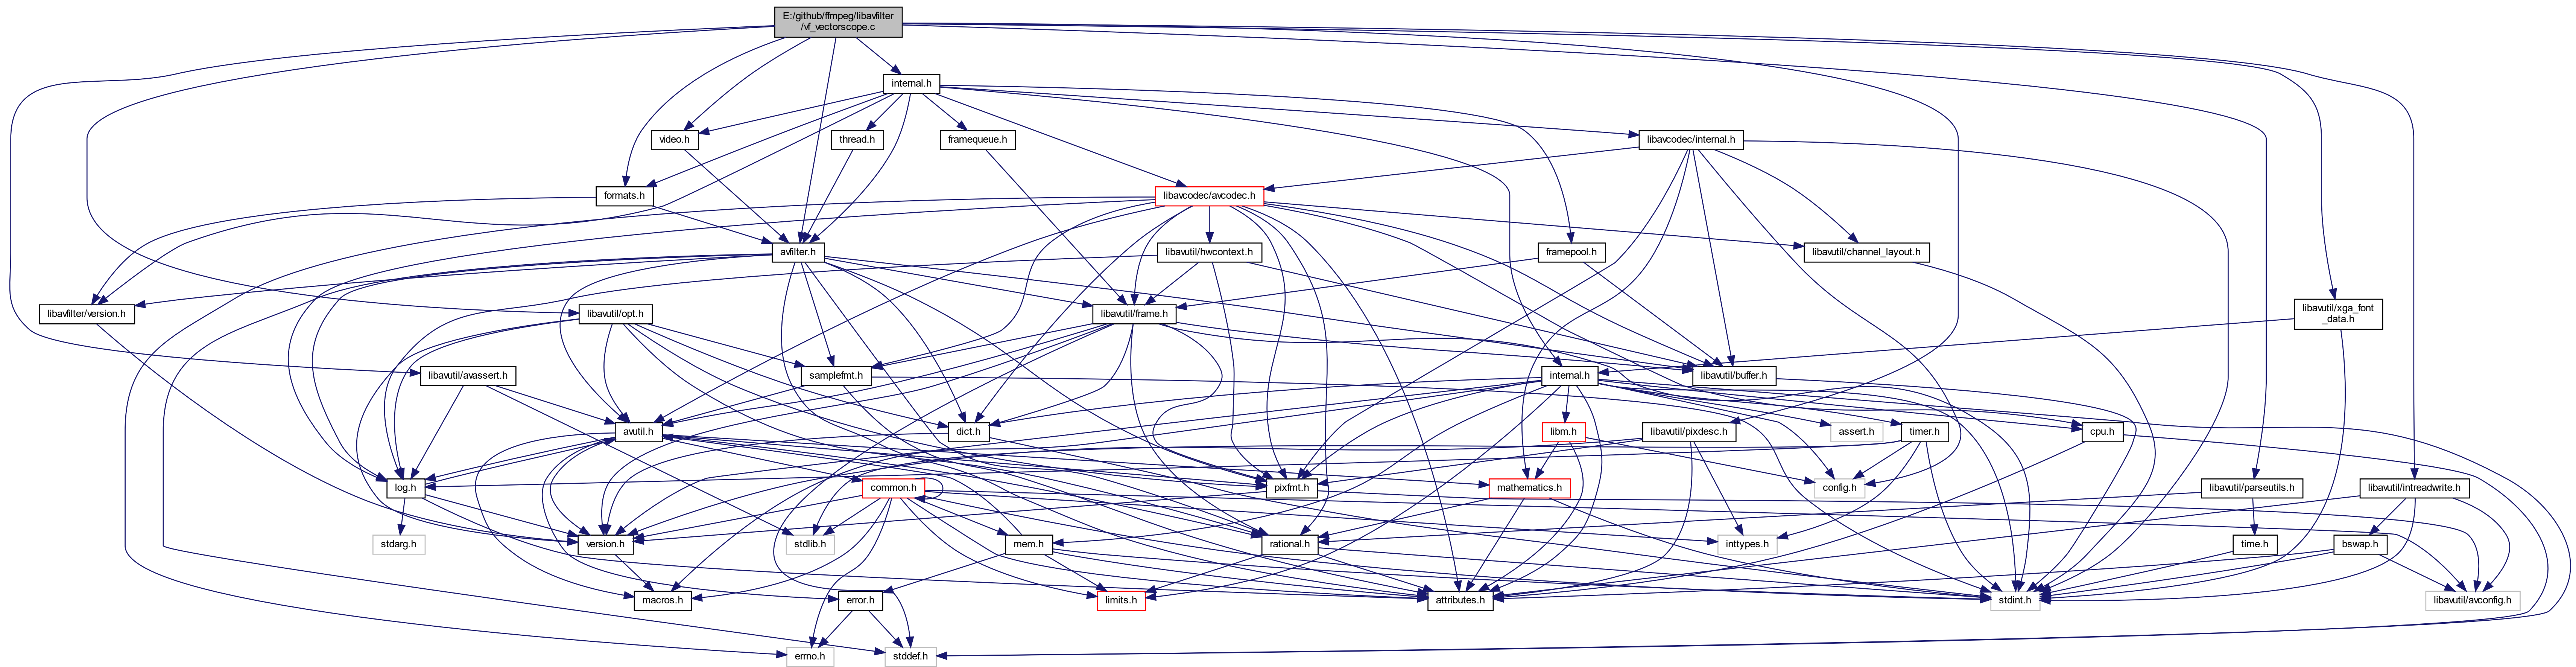 E:/github/ffmpeg/libavfilter
/vf_vectorscope.c
internal.h
video.h
thread.h
framequeue.h
libavcodec/internal.h
formats.h
libavcodec/avcodec.h
avfilter.h
libavutil/hwcontext.h
framepool.h
libavutil/channel_layout.h
libavfilter/version.h
libavutil/opt.h
libavutil/frame.h
libavutil/xga_font
_data.h
libavutil/avassert.h
samplefmt.h
internal.h
libavutil/buffer.h
avutil.h
dict.h
libm.h
libavutil/pixdesc.h
assert.h
timer.h
cpu.h
log.h
common.h
pixfmt.h
mathematics.h
config.h
libavutil/parseutils.h
libavutil/intreadwrite.h
stdarg.h
version.h
stdlib.h
mem.h
rational.h
inttypes.h
time.h
bswap.h
macros.h
error.h
limits.h
attributes.h
stdint.h
libavutil/avconfig.h
errno.h
stddef.h